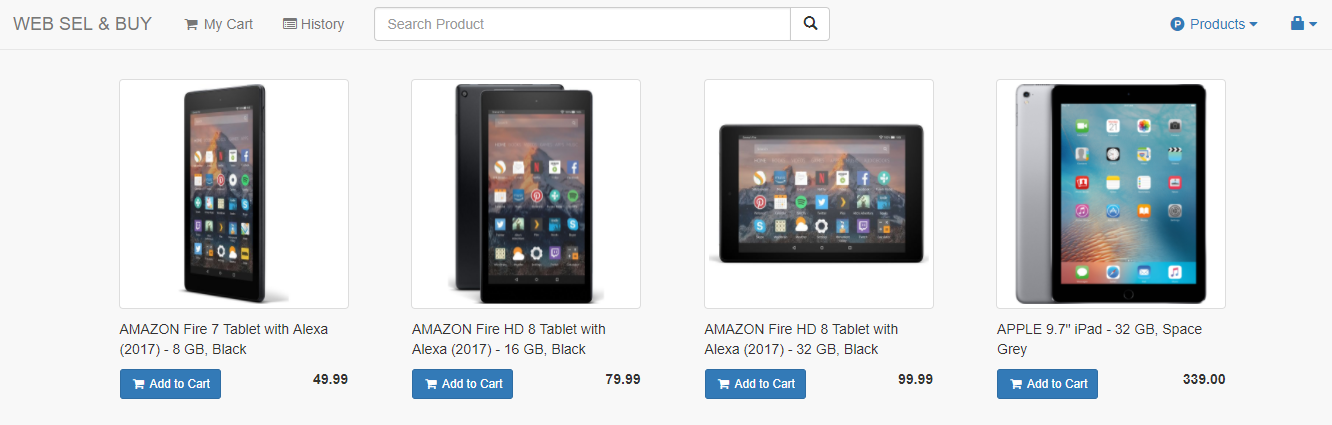 WEB SEL & BUY My Cart History Search Product Products
AMAZON Fire 7 Tablet with Alexa
(2017) - 8 GB, Black
Add to Cart 49.99
AMAZON Fire HD 8 Tablet with
Alexa (2017) - 16 GB, Black
Add to Cart 79.99
AMAZON Fire HD 8 Tablet with
Alexa (2017) - 32 GB, Black
Add to Cart 99.99
APPLE 9.7" iPad - 32 GB, Space
Grey
Add to Cart 339.00